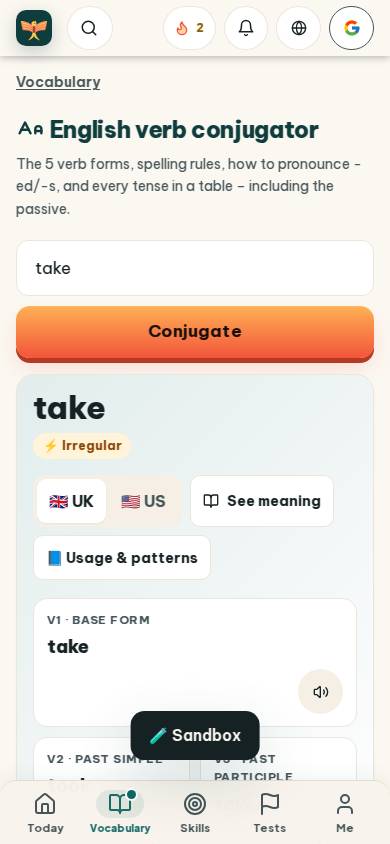 2
Vocabulary
English verb conjugator
The 5 verb forms, spelling rules, how to pronounce -
ed/-s, and every tense in a table – including the
passive.
take
Conjugate
take
⚡ Irregular
🇬🇧 UK
🇺🇸 US
See meaning
📘 Usage & patterns
V1 · BASE FORM
take
🧪 Sandbox
V2 · PAST SIMPLE
V3 · PAST
PARTICIPLE
took
Today
Vocabulary
Skills
Tests
Me